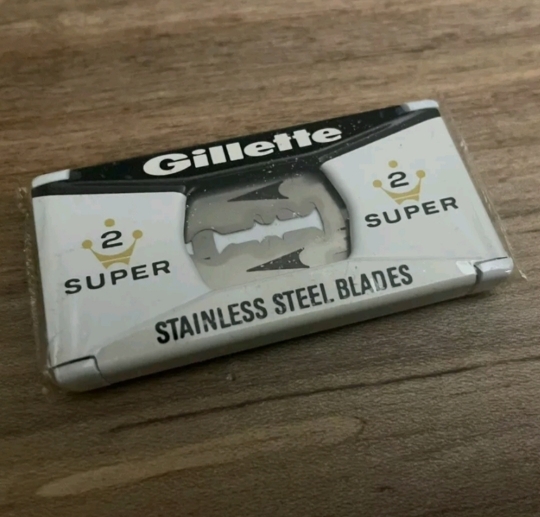 Gillette
2
SUPER
2
SUPER
STAINLESS STEEL BLADES